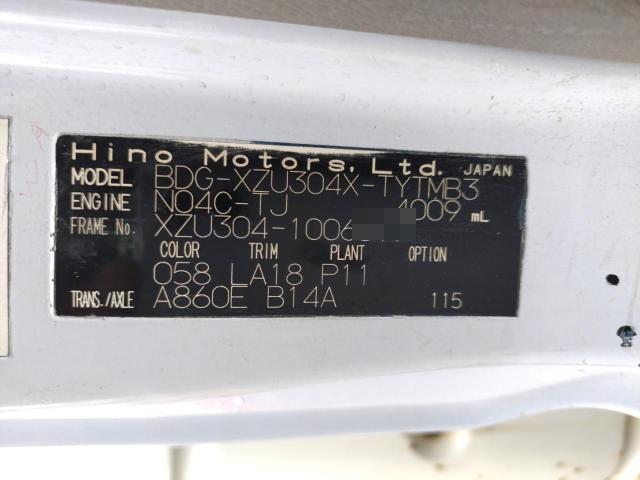 Hino Motors, Ltd. JAPAN
MODEL BDG-XZU304X-TYTMB3
ENGINE N04C-TJ 4009 mL
FRAME No. XZU304-1006
COLOR TRIM PLANT OPTION
058 LA18 P11
TRANS./AXLE A860E B14A 115